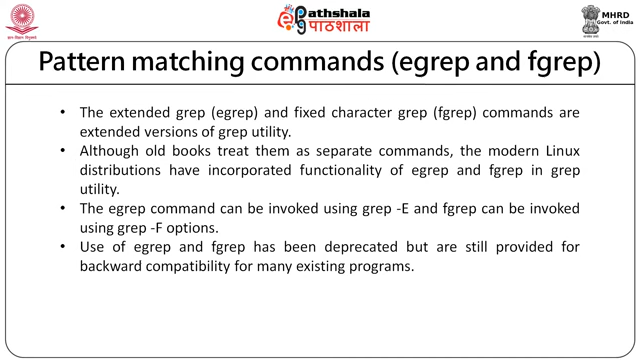 ePathshala
पाठशाला
MHRD
Govt. of India
Pattern matching commands (egrep and fgrep)
• The extended grep (egrep) and fixed character grep (fgrep) commands are
extended versions of grep utility.
• Although old books treat them as separate commands, the modern Linux
distributions have incorporated functionality of egrep and fgrep in grep
utility.
• The egrep command can be invoked using grep -E and fgrep can be invoked
using grep -F options.
• Use of egrep and fgrep has been deprecated but are still provided for
backward compatibility for many existing programs.